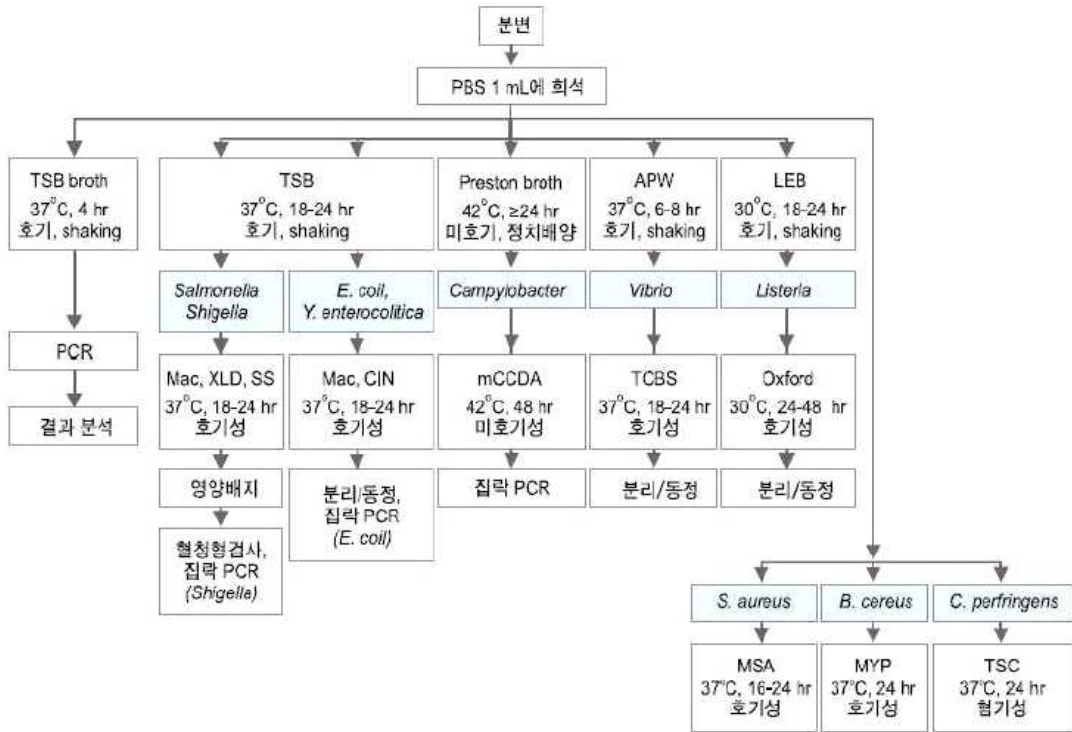 분변
PBS 1 mL에 희석
TSB broth
37°C, 4 hr
호기, shaking
PCR
결과 분석
TSB
37°C, 18-24 hr
호기, shaking
Salmonella
Shigella
Mac, XLD, SS
37°C, 18-24 hr
호기성
영양배지
혈청형검사,
집락 PCR
(Shigella)
E. coil,
Y. enterocolitica
Mac, CIN
37°C, 18-24 hr
호기성
분리/동정,
집락 PCR
(E. coil)
Preston broth
42°C, ≥24 hr
미호기, 정치배양
Campylobacter
mCCDA
42°C, 48 hr
미호기성
집락 PCR
APW
37°C, 6-8 hr
호기, shaking
Vibrio
TCBS
37°C, 18-24 hr
호기성
분리/동정
LEB
30°C, 18-24 hr
호기, shaking
Listeria
Oxford
30°C, 24-48 hr
호기성
분리/동정
S. aureus
MSA
37°C, 16-24 hr
호기성
B. cereus
MYP
37°C, 24 hr
호기성
C. perfringens
TSC
37°C, 24 hr
혐기성